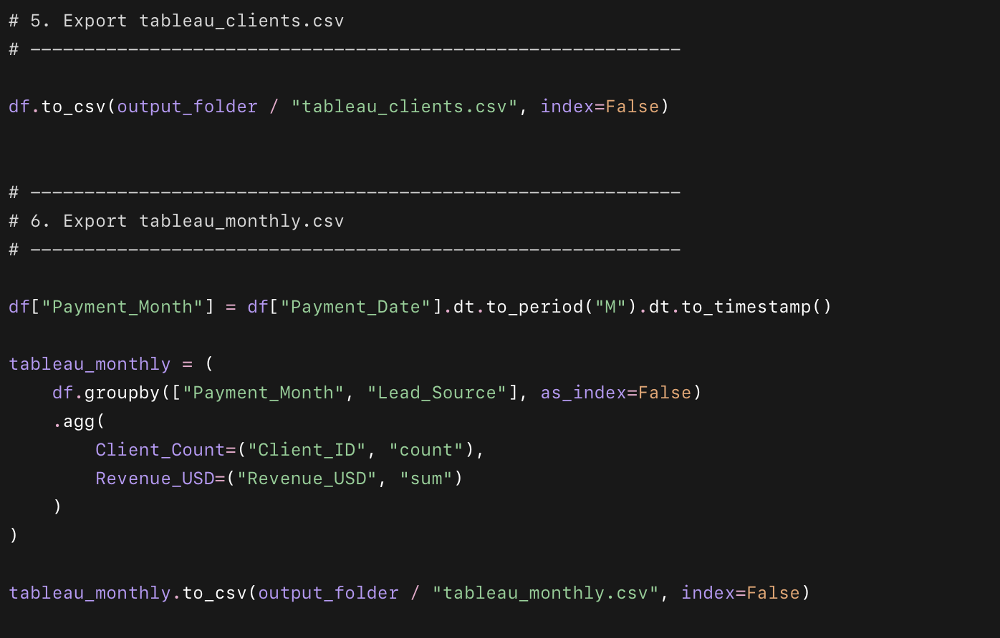 # 5. Export tableau_clients.csv
# ------------------------------------------------------------
df.to_csv(output_folder / "tableau_clients.csv", index=False)
# ------------------------------------------------------------
# 6. Export tableau_monthly.csv
# ------------------------------------------------------------
df["Payment_Month"] = df["Payment_Date"].dt.to_period("M").dt.to_timestamp()
tableau_monthly = (
    df.groupby(["Payment_Month", "Lead_Source"], as_index=False)
    .agg(
        Client_Count=("Client_ID", "count"),
        Revenue_USD=("Revenue_USD", "sum")
    )
)
tableau_monthly.to_csv(output_folder / "tableau_monthly.csv", index=False)